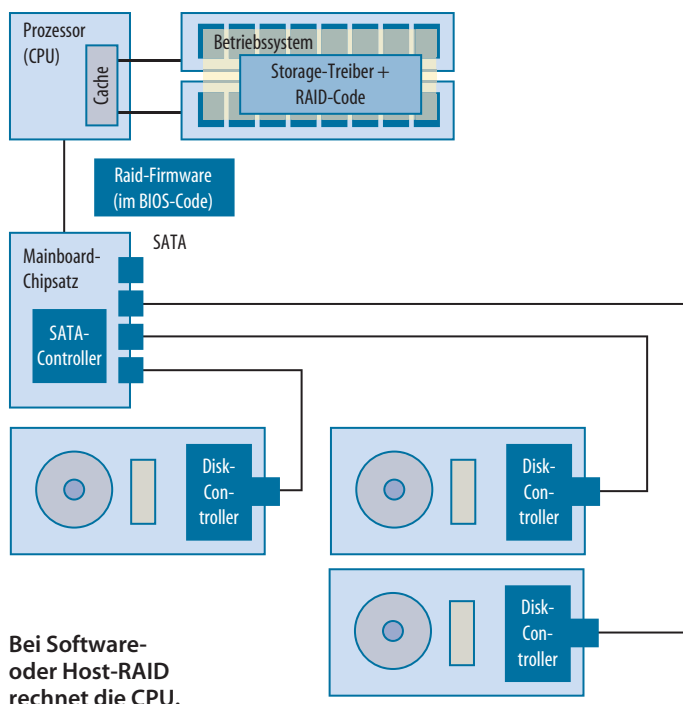 Prozessor
(CPU)
Cache
Betriebssystem
Storage-Treiber +
RAID-Code
Raid-Firmware
(im BIOS-Code)
SATA
Mainboard-
Chipsatz
SATA-
Controller
Disk-
Con-
troller
Disk-
Con-
troller
Disk-
Con-
troller
Bei Software-
oder Host-RAID
rechnet die CPU.